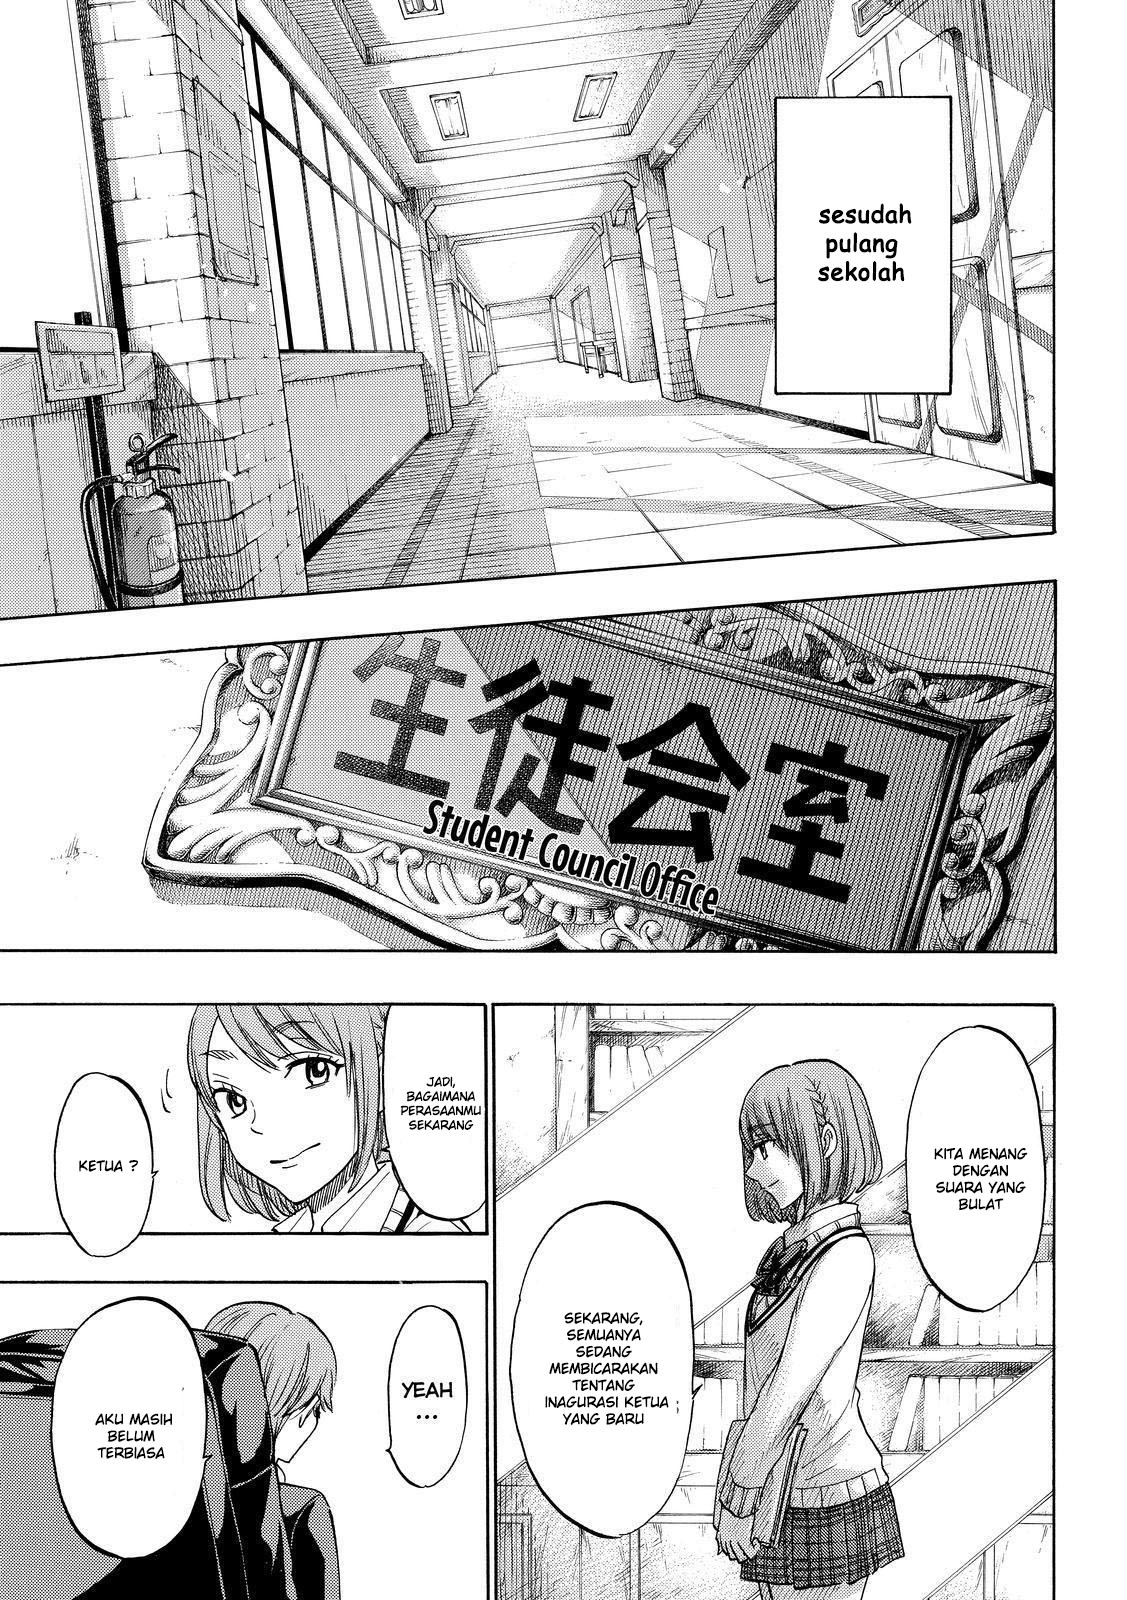 sesudah
pulang
sekolah
生徒会室
Student Council Office
KITA MENANG
DENGAN
SUARA YANG
BULAT
SEKARANG,
SEMUANYA
SEDANG
MEMBICARAKAN
TENTANG
INAGURASI KETUA
YANG BARU
JADI,
BAGAIMANA
PERASAANMU
SEKARANG
KETUA ?
YEAH
...
AKU MASIH
BELUM
TERBIASA